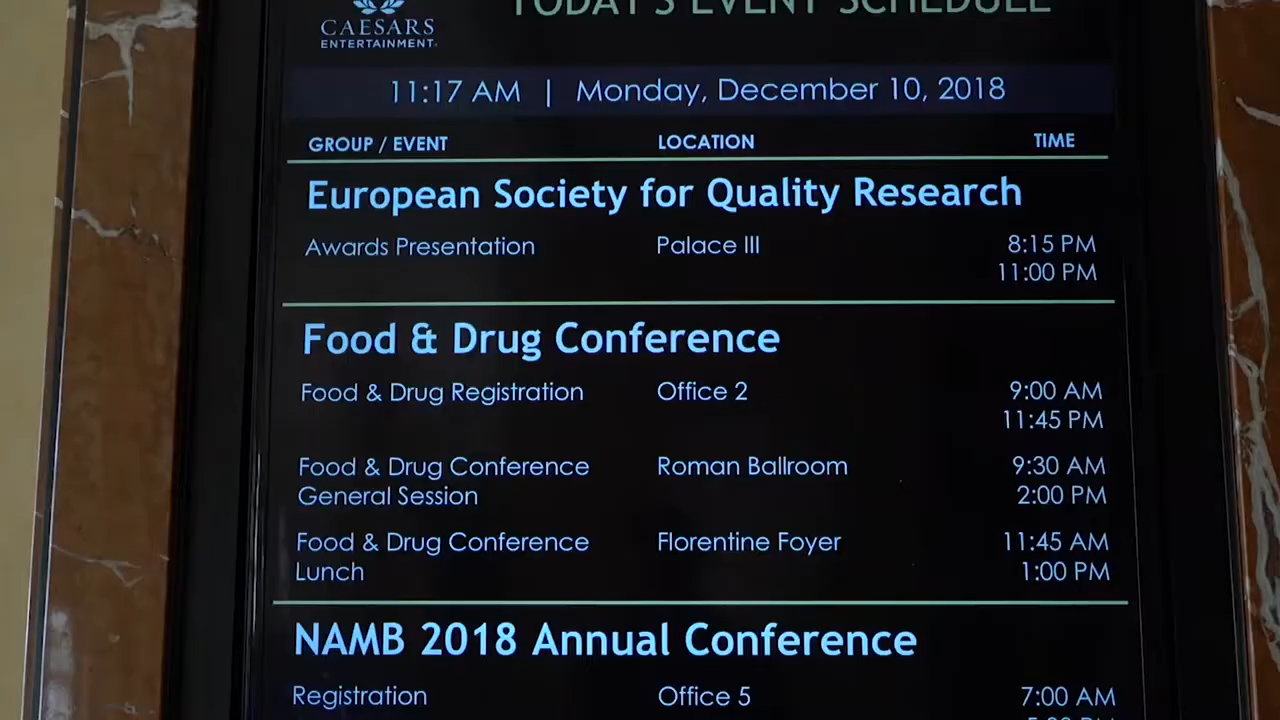 TODAY'S EVENT SCHEDULE
CAESARS
ENTERTAINMENT.
11:17 AM | Monday, December 10, 2018
GROUP / EVENT LOCATION TIME
European Society for Quality Research
Awards Presentation Palace III 8:15 PM
11:00 PM
Food & Drug Conference
Food & Drug Registration Office 2 9:00 AM
11:45 PM
Food & Drug Conference Roman Ballroom 9:30 AM
General Session 2:00 PM
Food & Drug Conference Florentine Foyer 11:45 AM
Lunch 1:00 PM
NAMB 2018 Annual Conference
Registration Office 5 7:00 AM